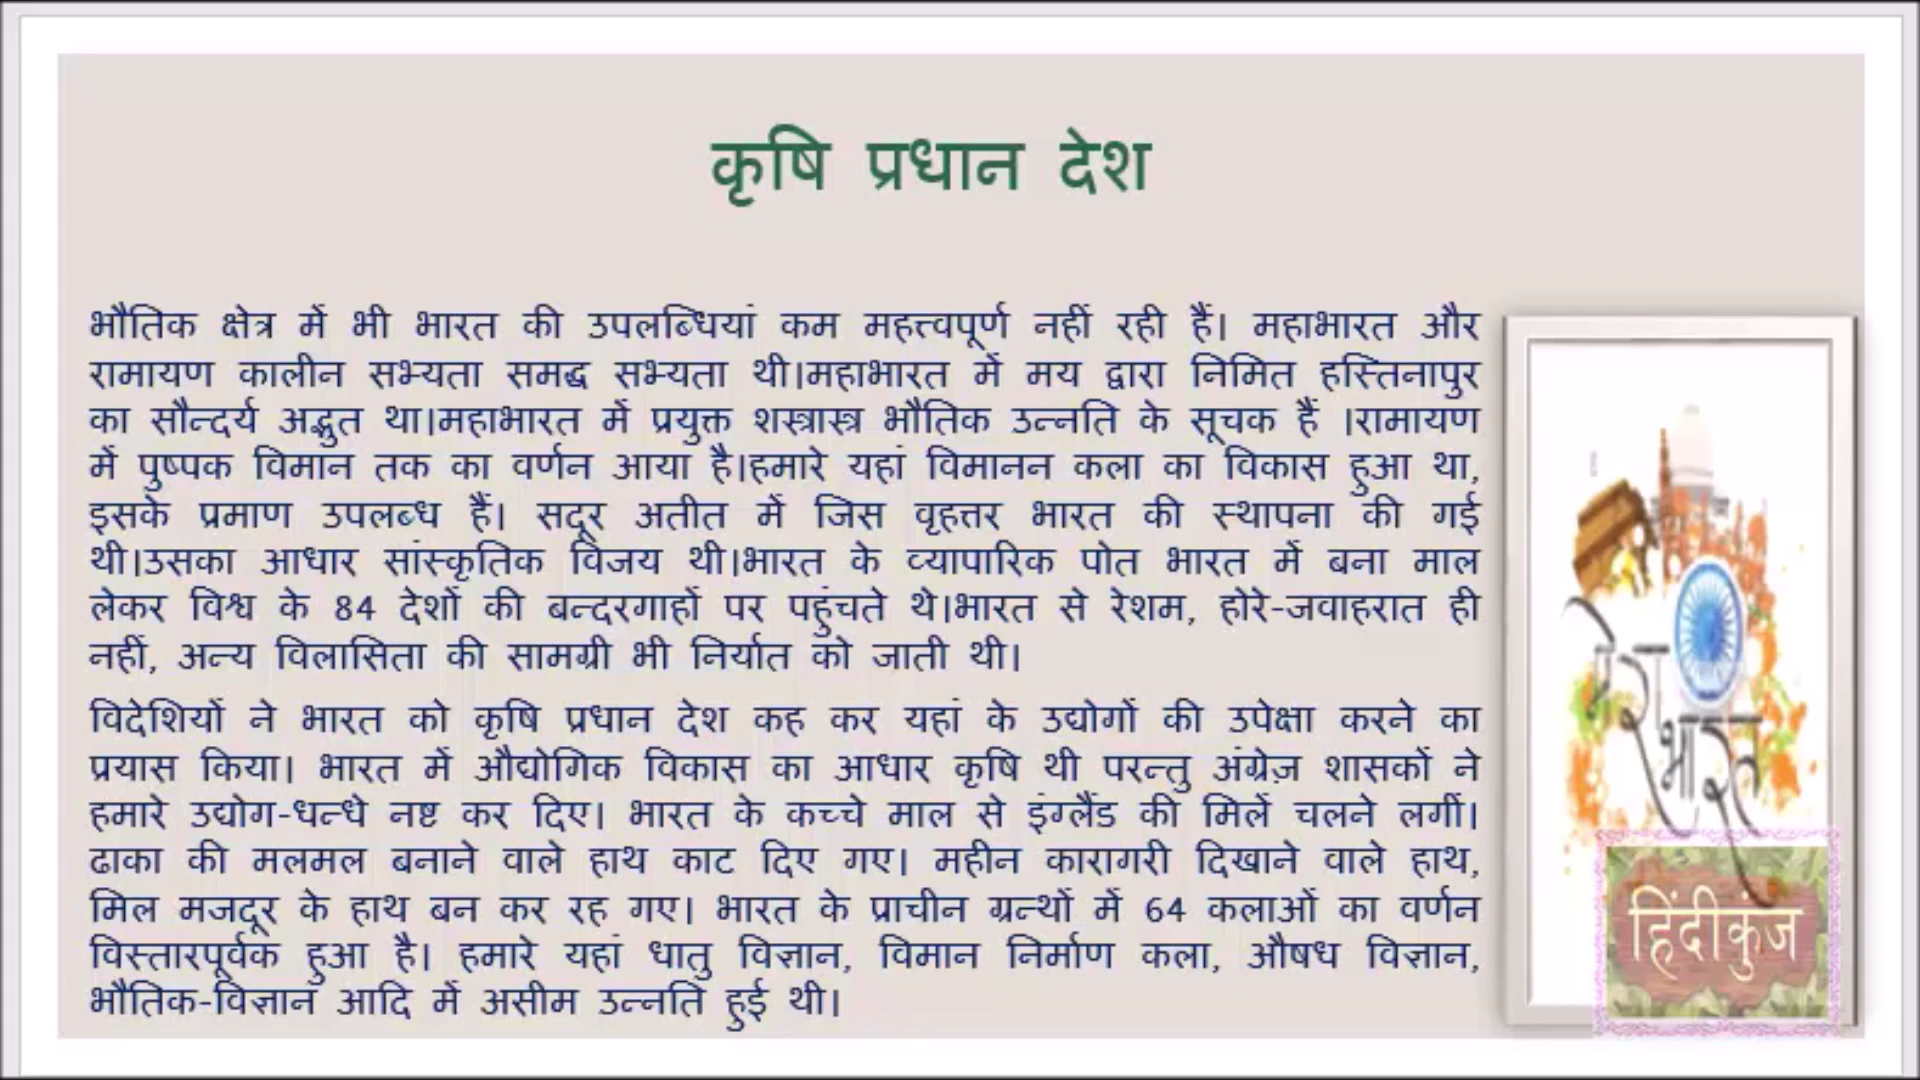 कृषि प्रधान देश
भौतिक क्षेत्र में भी भारत की उपलब्धियां कम महत्त्वपूर्ण नहीं रही हैं। महाभारत और
रामायण कालीन सभ्यता समद्ध सभ्यता थी।महाभारत में मय द्वारा निमित हस्तिनापुर
का सौन्दर्य अद्भुत था।महाभारत में प्रयुक्त शस्त्रास्त्र भौतिक उन्नति के सूचक हैं ।रामायण
में पुष्पक विमान तक का वर्णन आया है।हमारे यहां विमानन कला का विकास हुआ था,
इसके प्रमाण उपलब्ध हैं। सदूर अतीत में जिस वृहत्तर भारत की स्थापना की गई
थी।उसका आधार सांस्कृतिक विजय थी।भारत के व्यापारिक पोत भारत में बना माल
लेकर विश्व के 84 देशों की बन्दरगाहों पर पहुंचते थे।भारत से रेशम, होरे-जवाहरात ही
नहीं, अन्य विलासिता की सामग्री भी निर्यात को जाती थी।
विदेशियों ने भारत को कृषि प्रधान देश कह कर यहां के उद्योगों की उपेक्षा करने का
प्रयास किया। भारत में औद्योगिक विकास का आधार कृषि थी परन्तु अंग्रेज़ शासकों ने
हमारे उद्योग-धन्धे नष्ट कर दिए। भारत के कच्चे माल से इंग्लैंड की मिलें चलने लगीं।
ढाका की मलमल बनाने वाले हाथ काट दिए गए। महीन कारागरी दिखाने वाले हाथ,
मिल मजदूर के हाथ बन कर रह गए। भारत के प्राचीन ग्रन्थों में 64 कलाओं का वर्णन
विस्तारपूर्वक हुआ है। हमारे यहां धातु विज्ञान, विमान निर्माण कला, औषध विज्ञान,
भौतिक-विज्ञान आदि में असीम उन्नति हुई थी।
मेरा
भारत
हिंदीकुंज